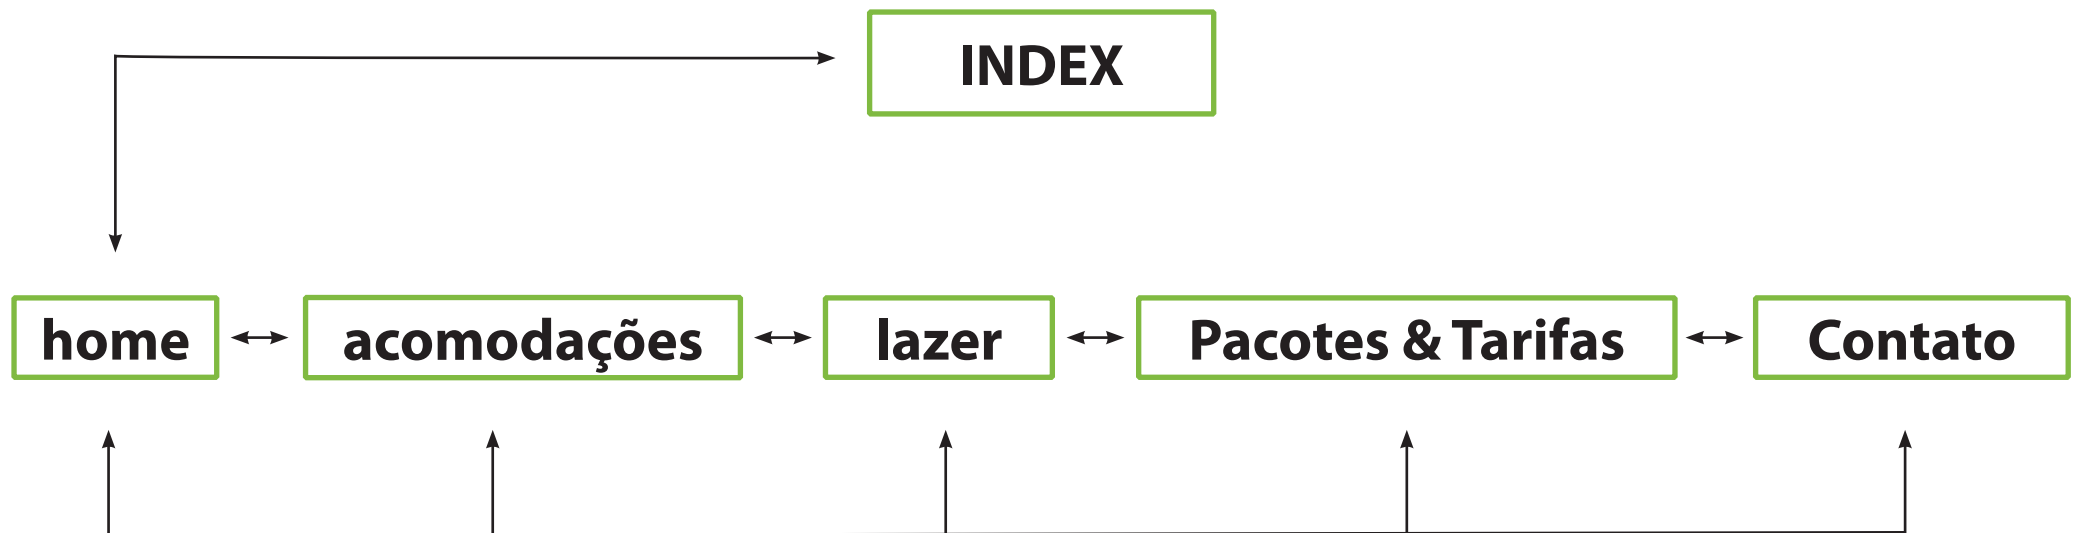 INDEX
home acomodações lazer Pacotes & Tarifas Contato